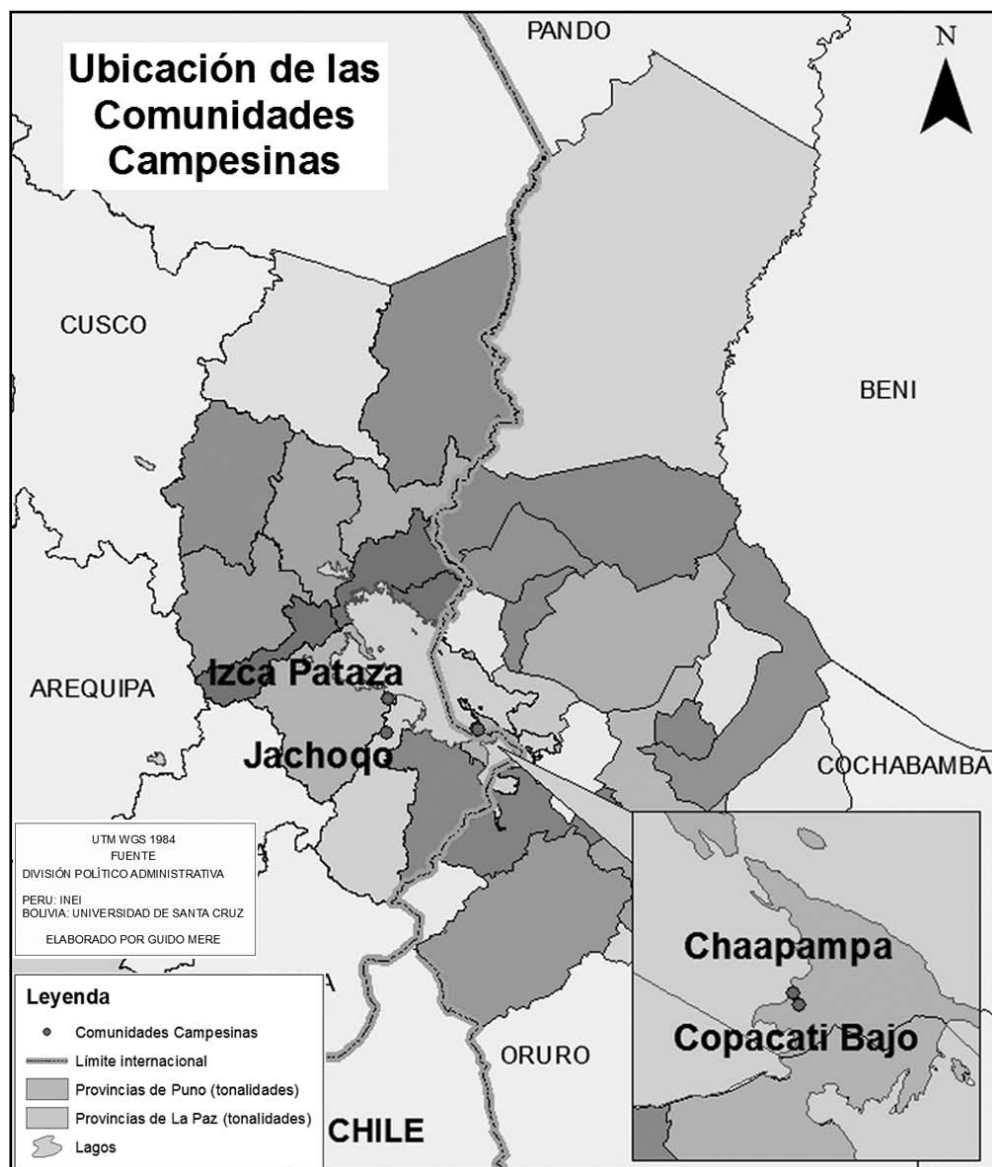 Ubicación de las
Comunidades
Campesinas
PANDO
N
CUSCO
BENI
Izca Pataza
AREQUIPA
Jachoqo
COCHABAMBA
UTM WGS 1984
FUENTE
DIVISIÓN POLÍTICO ADMINISTRATIVA
PERU: INEI
BOLIVIA: UNIVERSIDAD DE SANTA CRUZ
ELABORADO POR GUIDO MERE
Chaapampa
Copacati Bajo
Leyenda
Comunidades Campesinas
Límite internacional
Provincias de Puno (tonalidades)
Provincias de La Paz (tonalidades)
Lagos
ORURO
CHILE